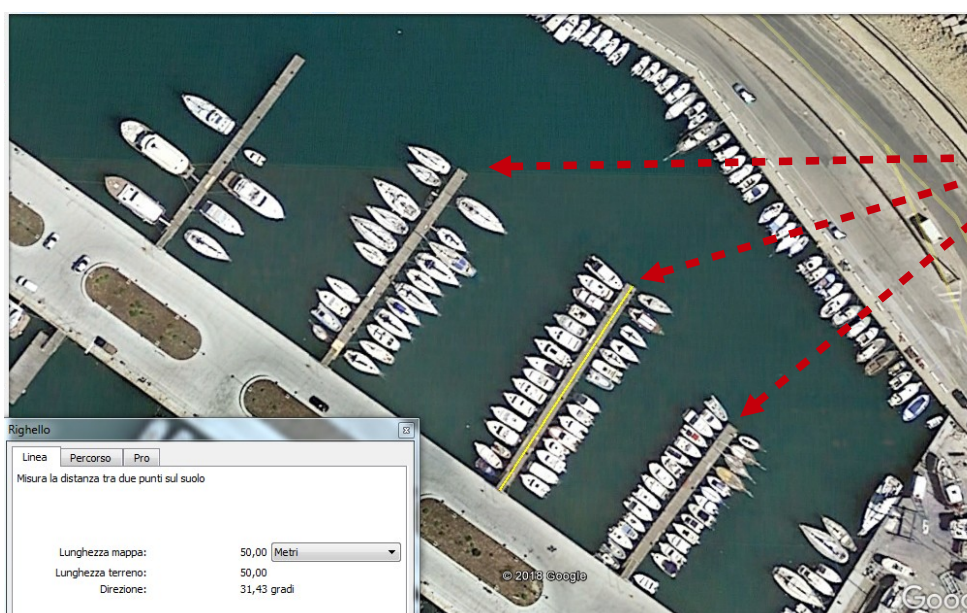 Righello
Linea Percorso Pro
Misura la distanza tra due punti sul suolo
Lunghezza mappa: 50,00 Metri
Lunghezza terreno: 50,00
Direzione: 31,43 gradi
© 2018 Google
Goo